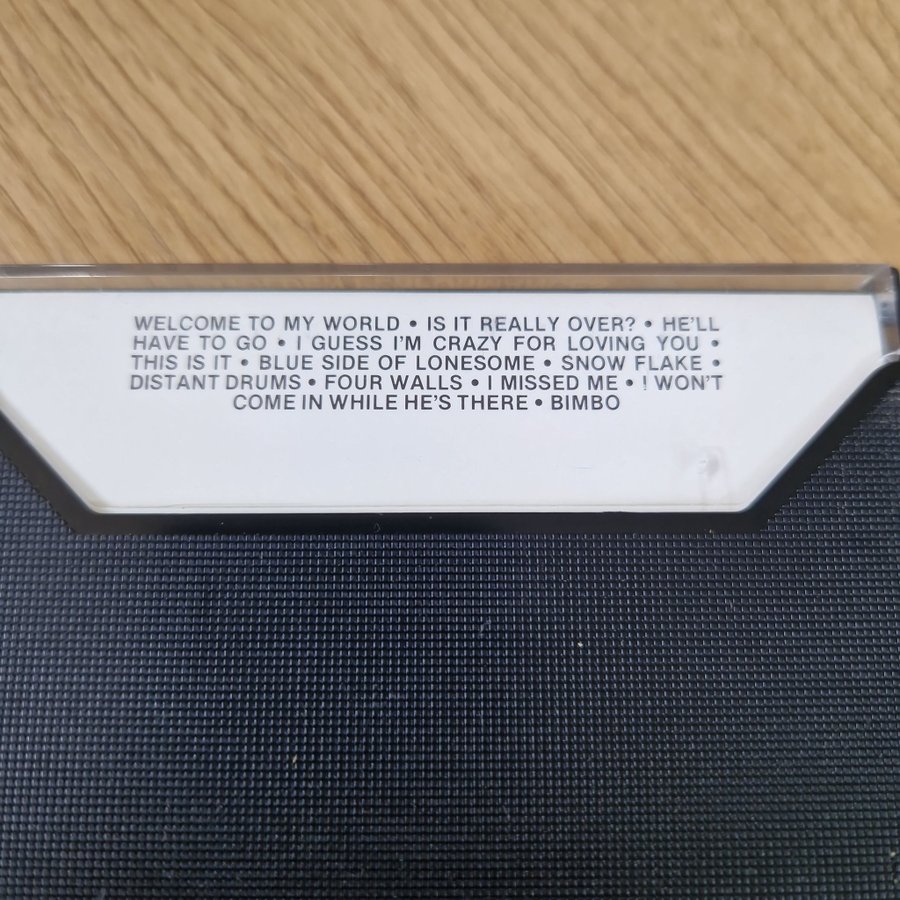 WELCOME TO MY WORLD • IS IT REALLY OVER? • HE'LL
HAVE TO GO • I GUESS I'M CRAZY FOR LOVING YOU •
THIS IS IT • BLUE SIDE OF LONESOME • SNOW FLAKE •
DISTANT DRUMS • FOUR WALLS • I MISSED ME • I WON'T
COME IN WHILE HE'S THERE • BIMBO